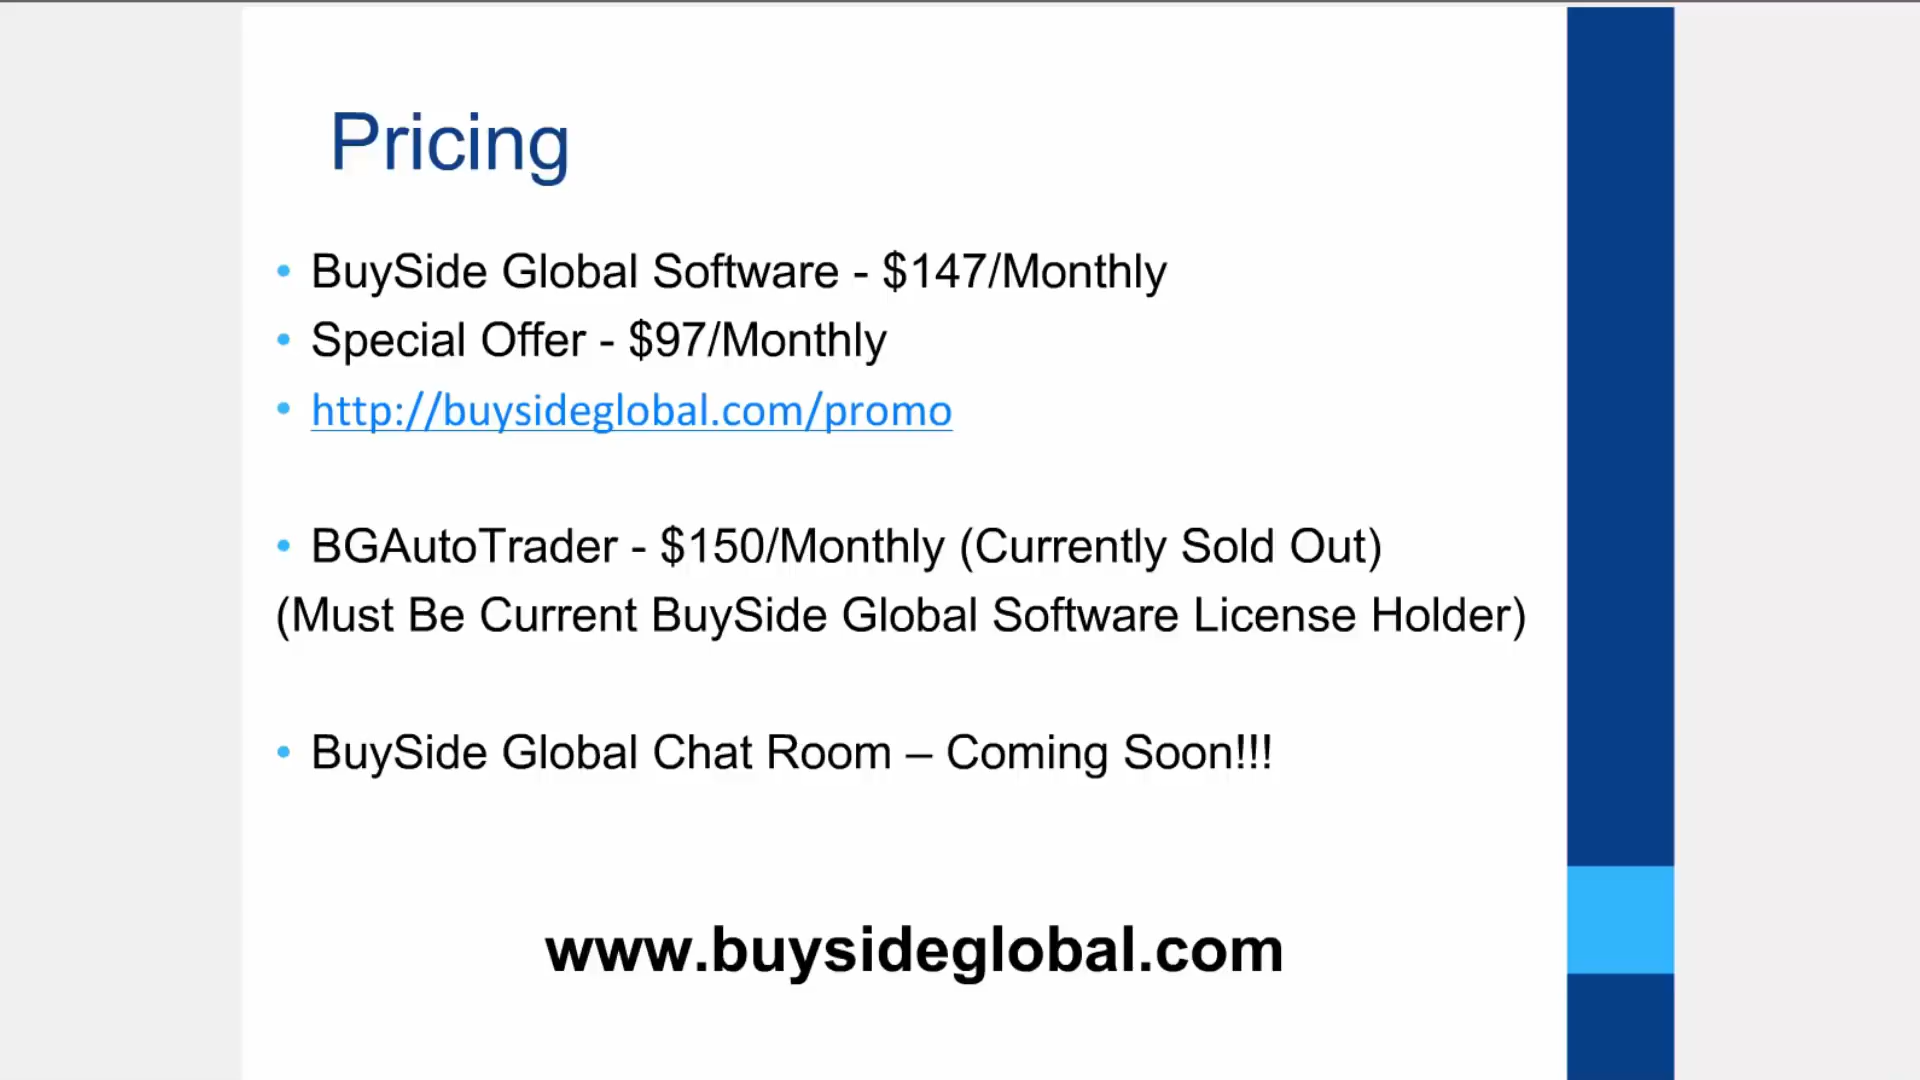 Pricing
• BuySide Global Software - $147/Monthly
• Special Offer - $97/Monthly
• http://buysideglobal.com/promo
• BGAutoTrader - $150/Monthly (Currently Sold Out)
(Must Be Current BuySide Global Software License Holder)
• BuySide Global Chat Room – Coming Soon!!!
www.buysideglobal.com